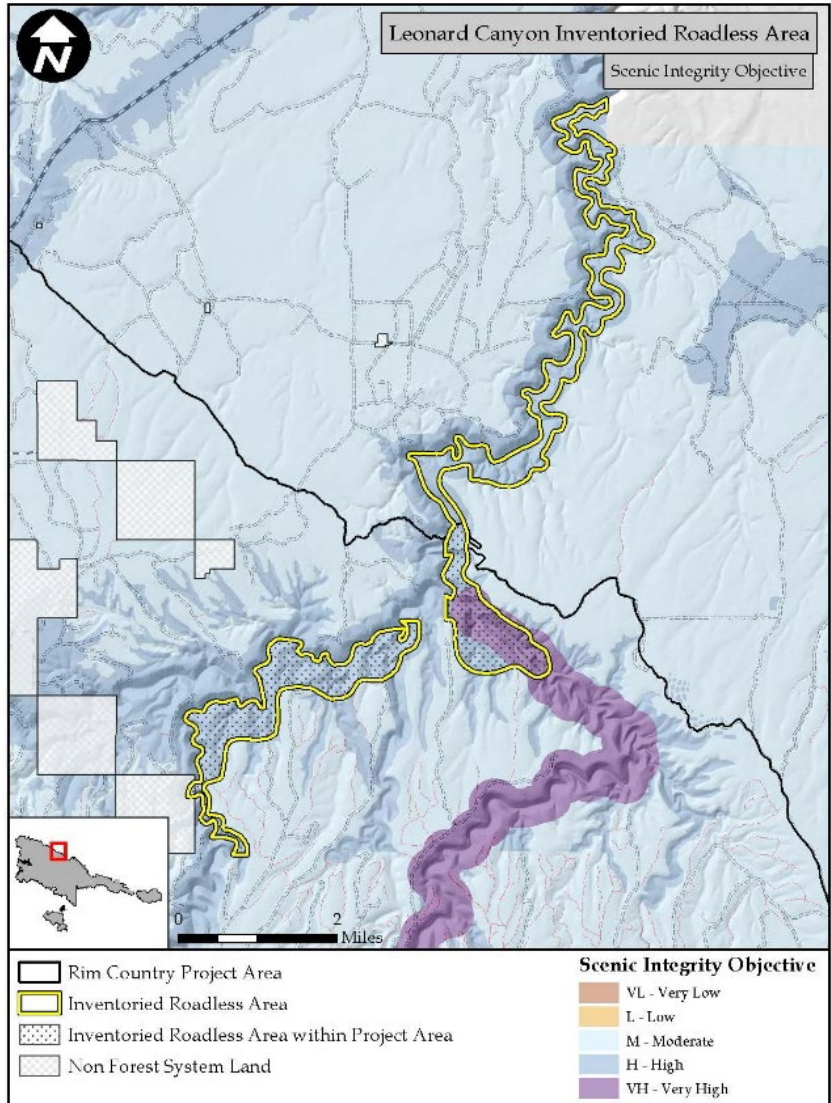 N
Leonard Canyon Inventoried Roadless Area
Scenic Integrity Objective
0 2
Miles
Rim Country Project Area
Inventoried Roadless Area
Inventoried Roadless Area within Project Area
Non Forest System Land
Scenic Integrity Objective
VL - Very Low
L - Low
M - Moderate
H - High
VH - Very High